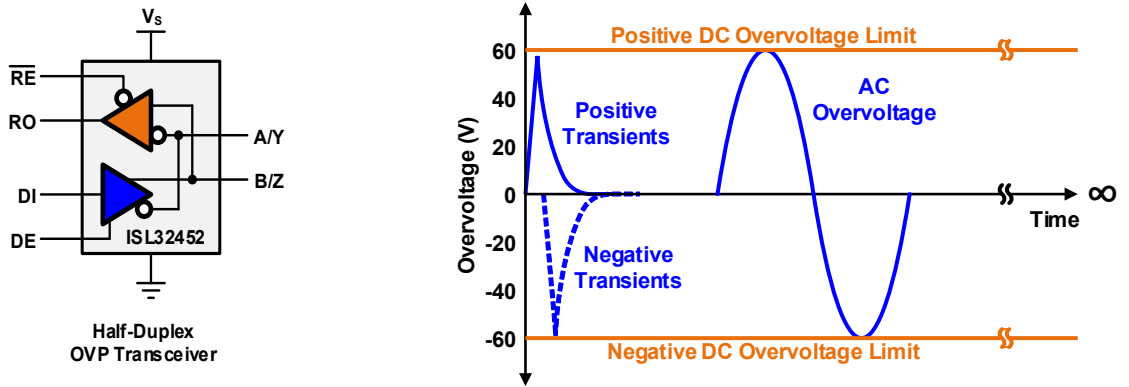 V_S
RE
RO
DI
DE
A/Y
B/Z
ISL32452
Half-Duplex
OVP Transceiver
Overvoltage (V)
60
40
20
0
-20
-40
-60
Positive DC Overvoltage Limit
Positive
Transients
AC
Overvoltage
Time
∞
Negative
Transients
Negative DC Overvoltage Limit